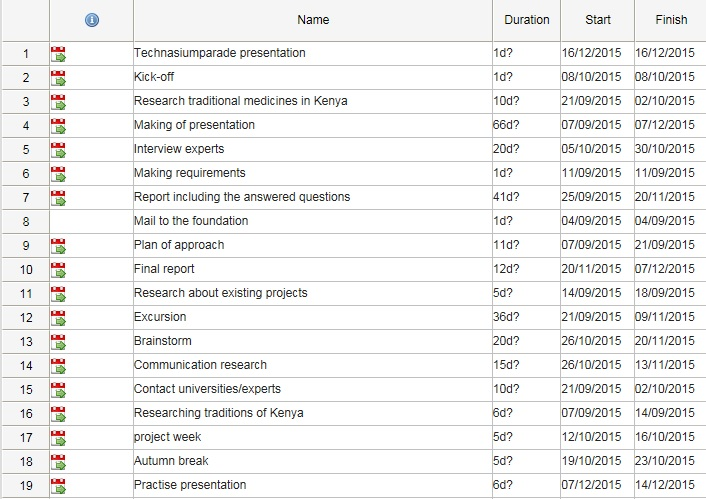 Name Duration Start Finish
1 Technasiumparade presentation 1d? 16/12/2015 16/12/2015
2 Kick-off 1d? 08/10/2015 08/10/2015
3 Research traditional medicines in Kenya 10d? 21/09/2015 02/10/2015
4 Making of presentation 66d? 07/09/2015 07/12/2015
5 Interview experts 20d? 05/10/2015 30/10/2015
6 Making requirements 1d? 11/09/2015 11/09/2015
7 Report including the answered questions 41d? 25/09/2015 20/11/2015
8 Mail to the foundation 1d? 04/09/2015 04/09/2015
9 Plan of approach 11d? 07/09/2015 21/09/2015
10 Final report 12d? 20/11/2015 07/12/2015
11 Research about existing projects 5d? 14/09/2015 18/09/2015
12 Excursion 36d? 21/09/2015 09/11/2015
13 Brainstorm 20d? 26/10/2015 20/11/2015
14 Communication research 15d? 26/10/2015 13/11/2015
15 Contact universities/experts 10d? 21/09/2015 02/10/2015
16 Researching traditions of Kenya 6d? 07/09/2015 14/09/2015
17 project week 5d? 12/10/2015 16/10/2015
18 Autumn break 5d? 19/10/2015 23/10/2015
19 Practise presentation 6d? 07/12/2015 14/12/2015